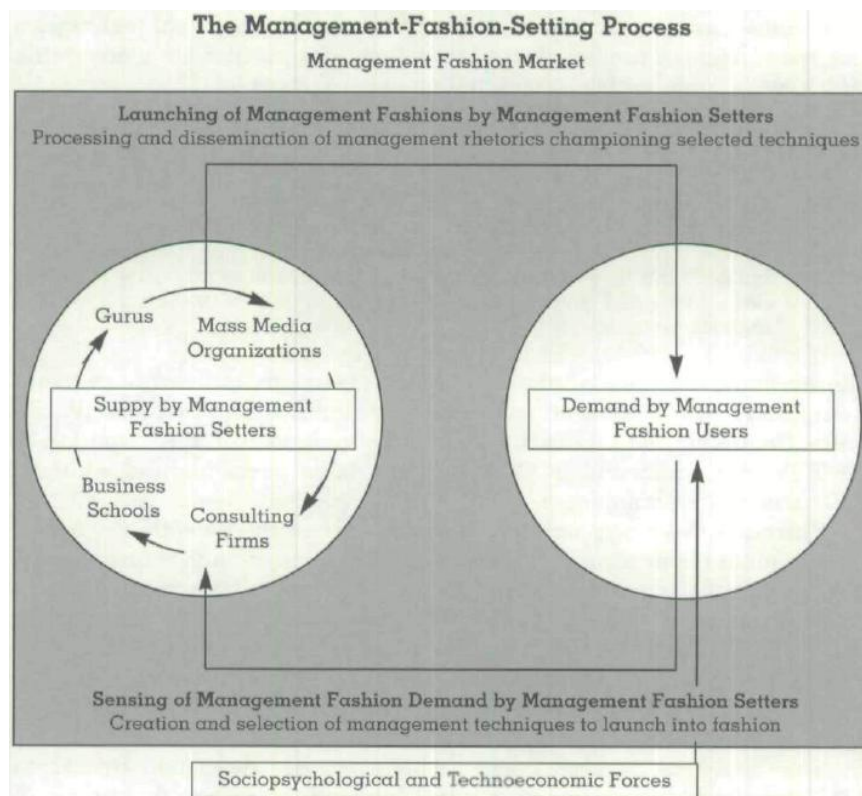 The Management-Fashion-Setting Process
Management Fashion Market
Launching of Management Fashions by Management Fashion Setters
Processing and dissemination of management rhetorics championing selected techniques
Gurus
Mass Media
Organizations
Suppy by Management
Fashion Setters
Business
Schools
Consulting
Firms
Demand by Management
Fashion Users
Sensing of Management Fashion Demand by Management Fashion Setters
Creation and selection of management techniques to launch into fashion
Sociopsychological and Technoeconomic Forces